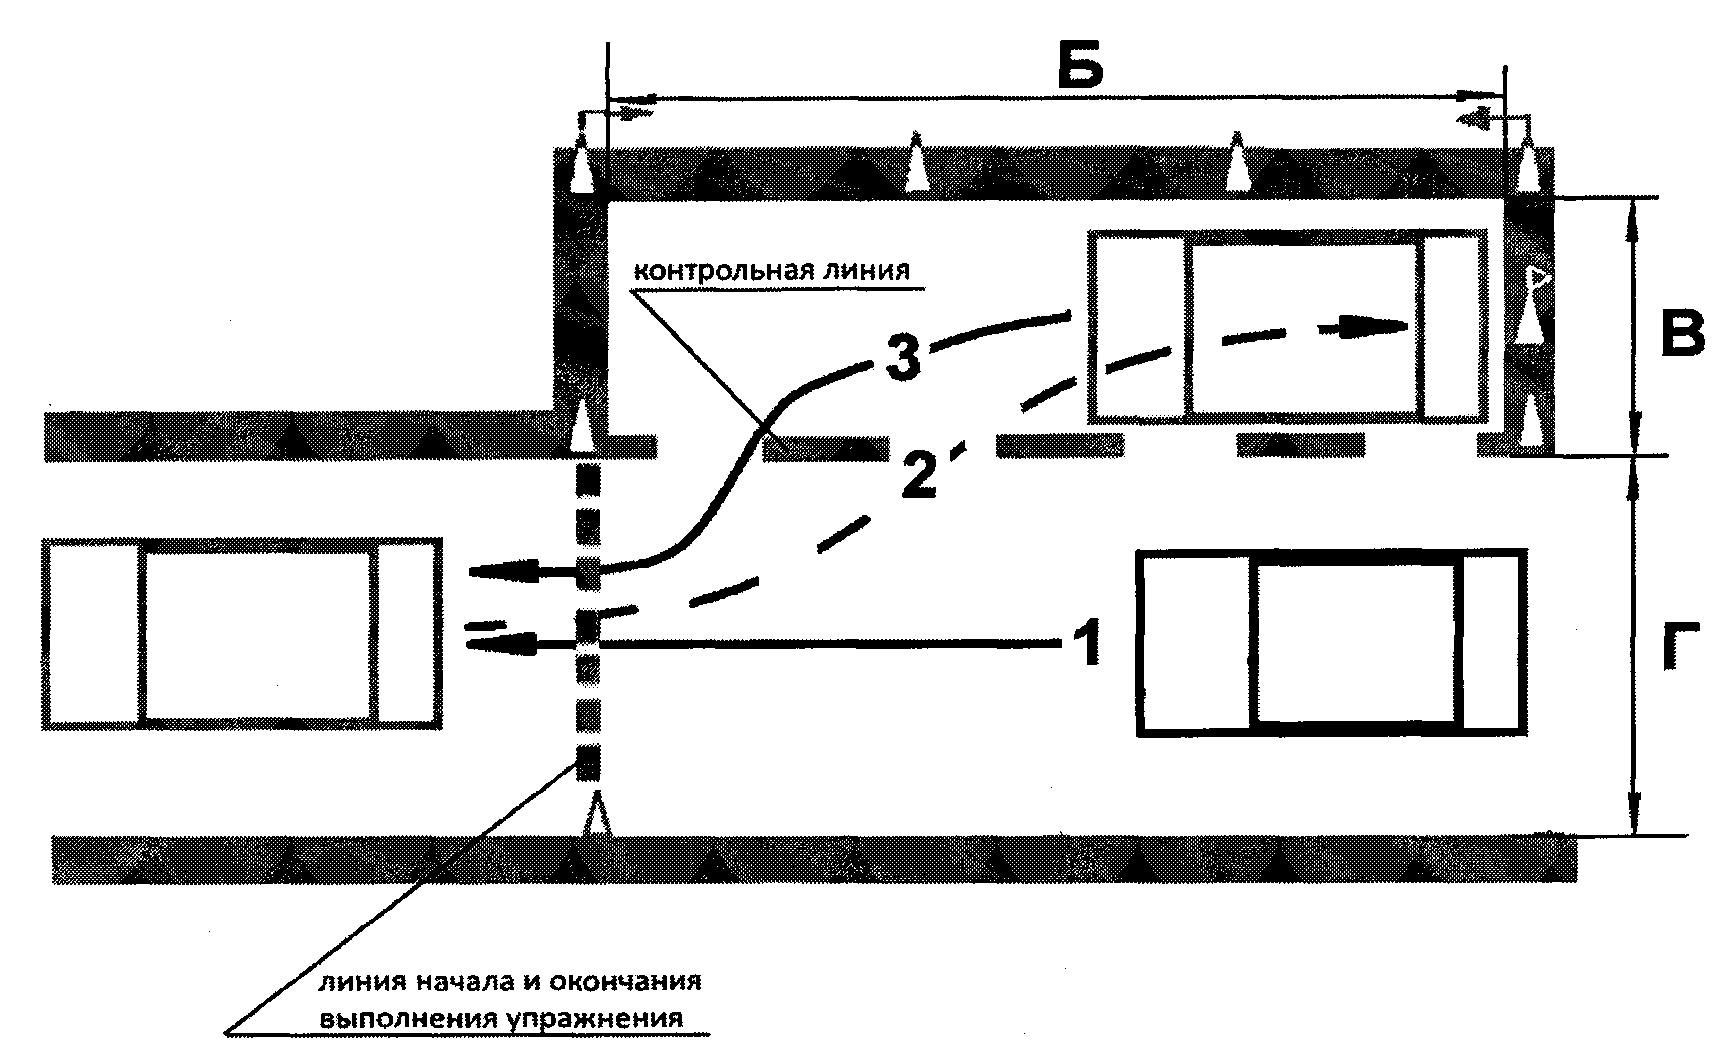 Б
контрольная линия
В
3
2
1
Г
линия начала и окончания
выполнения упражнения